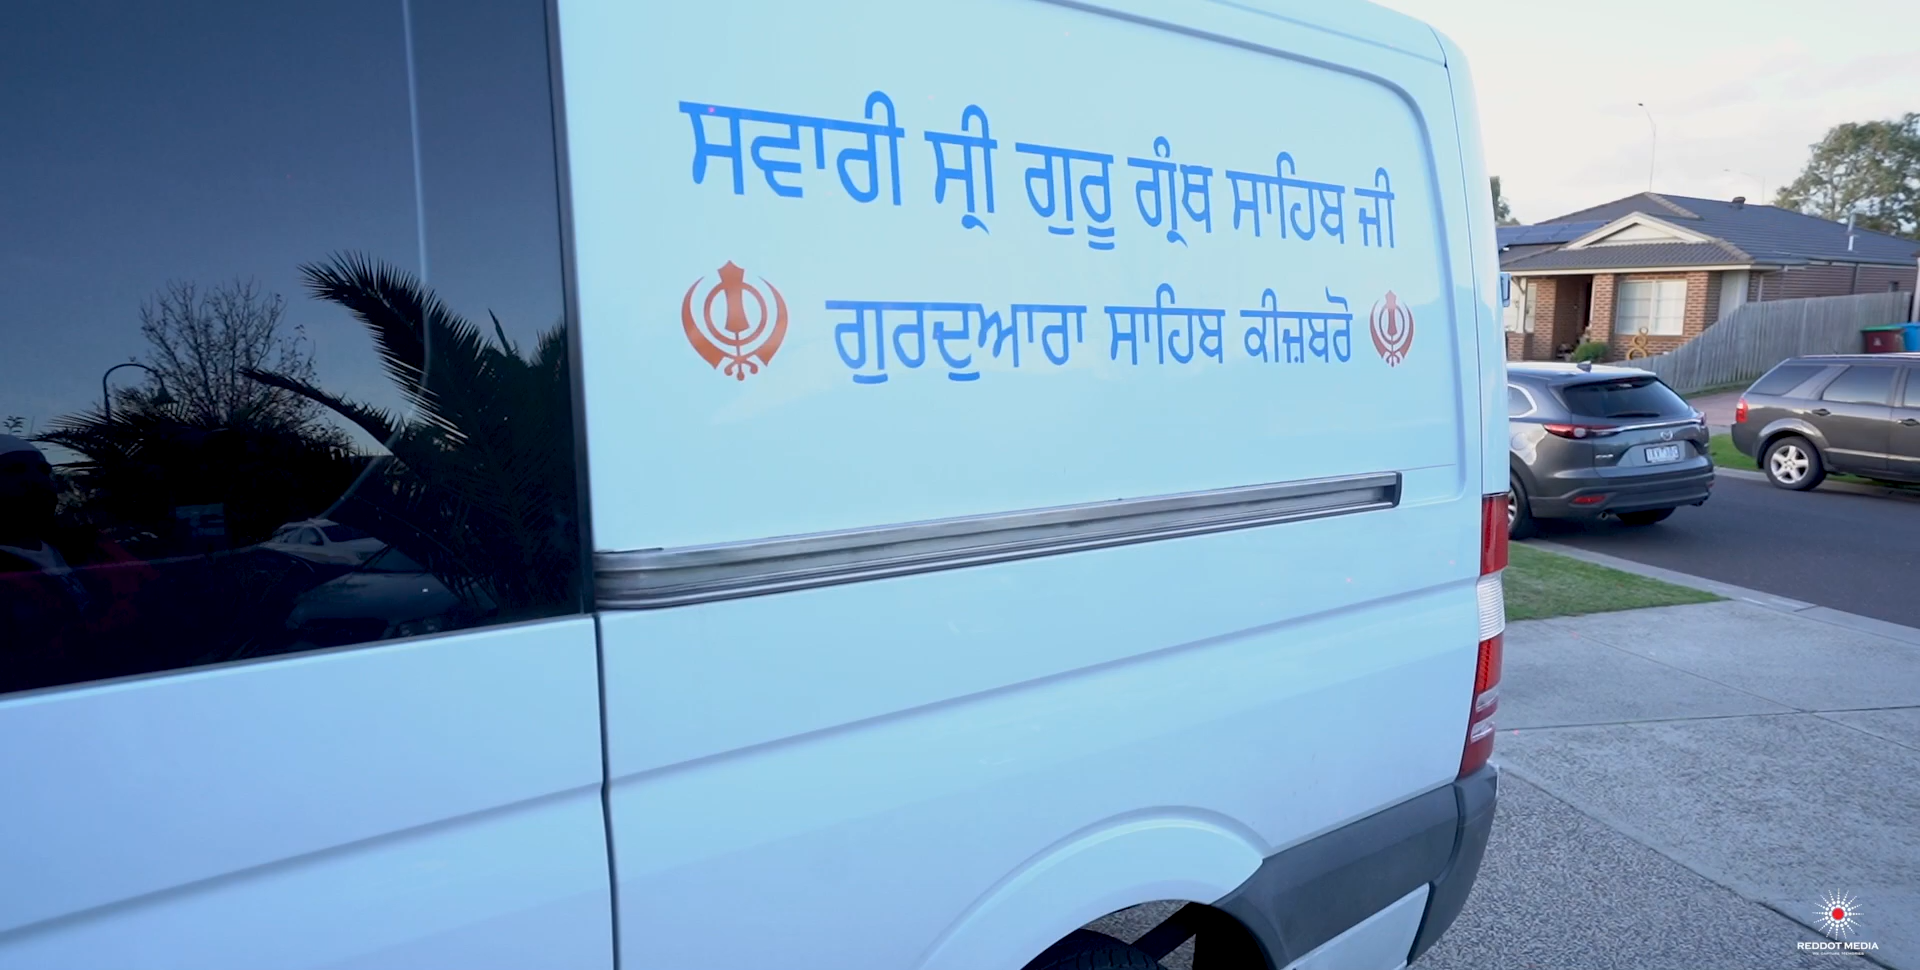 ਸਵਾਰੀ ਸ੍ਰੀ ਗੁਰੂ ਗ੍ਰੰਥ ਸਾਹਿਬ ਜੀ
ਗੁਰਦੁਆਰਾ ਸਾਹਿਬ ਕੀਜ਼ਬਰੋ
REDDOT MEDIA